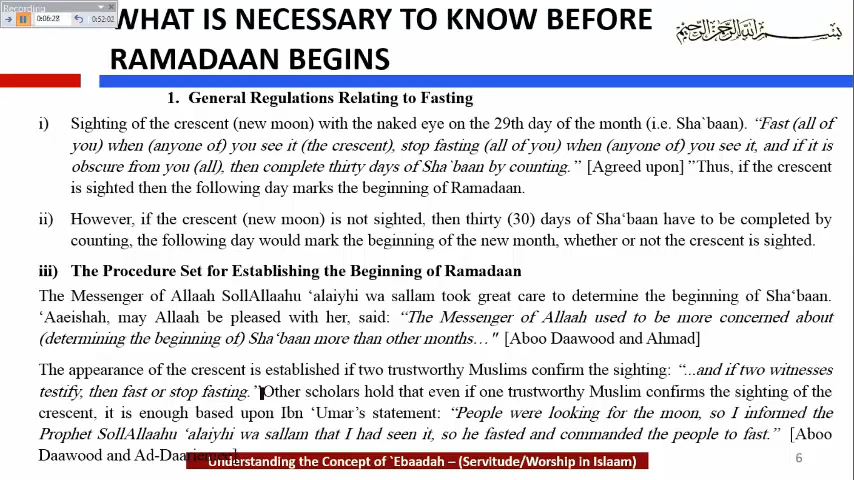 Recording
0:06:28
0:52:02
WHAT IS NECESSARY TO KNOW BEFORE
RAMADAAN BEGINS
بسم الله الرحمن الرحيم
1. General Regulations Relating to Fasting
i) Sighting of the crescent (new moon) with the naked eye on the 29th day of the month (i.e. Sha`baan). “Fast (all of
you) when (anyone of) you see it (the crescent), stop fasting (all of you) when (anyone of) you see it, and if it is
obscure from you (all), then complete thirty days of Sha`baan by counting.” [Agreed upon]”Thus, if the crescent
is sighted then the following day marks the beginning of Ramadaan.
ii) However, if the crescent (new moon) is not sighted, then thirty (30) days of Sha‘baan have to be completed by
counting, the following day would mark the beginning of the new month, whether or not the crescent is sighted.
iii) The Procedure Set for Establishing the Beginning of Ramadaan
The Messenger of Allaah SollAllaahu ‘alaiyhi wa sallam took great care to determine the beginning of Sha‘baan.
‘Aaeishah, may Allaah be pleased with her, said: “The Messenger of Allaah used to be more concerned about
(determining the beginning of) Sha‘baan more than other months…" [Aboo Daawood and Ahmad]
The appearance of the crescent is established if two trustworthy Muslims confirm the sighting: “...and if two witnesses
testify, then fast or stop fasting.”Other scholars hold that even if one trustworthy Muslim confirms the sighting of the
crescent, it is enough based upon Ibn ‘Umar’s statement: “People were looking for the moon, so I informed the
Prophet SollAllaahu ‘alaiyhi wa sallam that I had seen it, so he fasted and commanded the people to fast.” [Aboo
Daawood and Ad-Daarimee]
Understanding the Concept of `Ebaadah – (Servitude/Worship in Islaam)
6